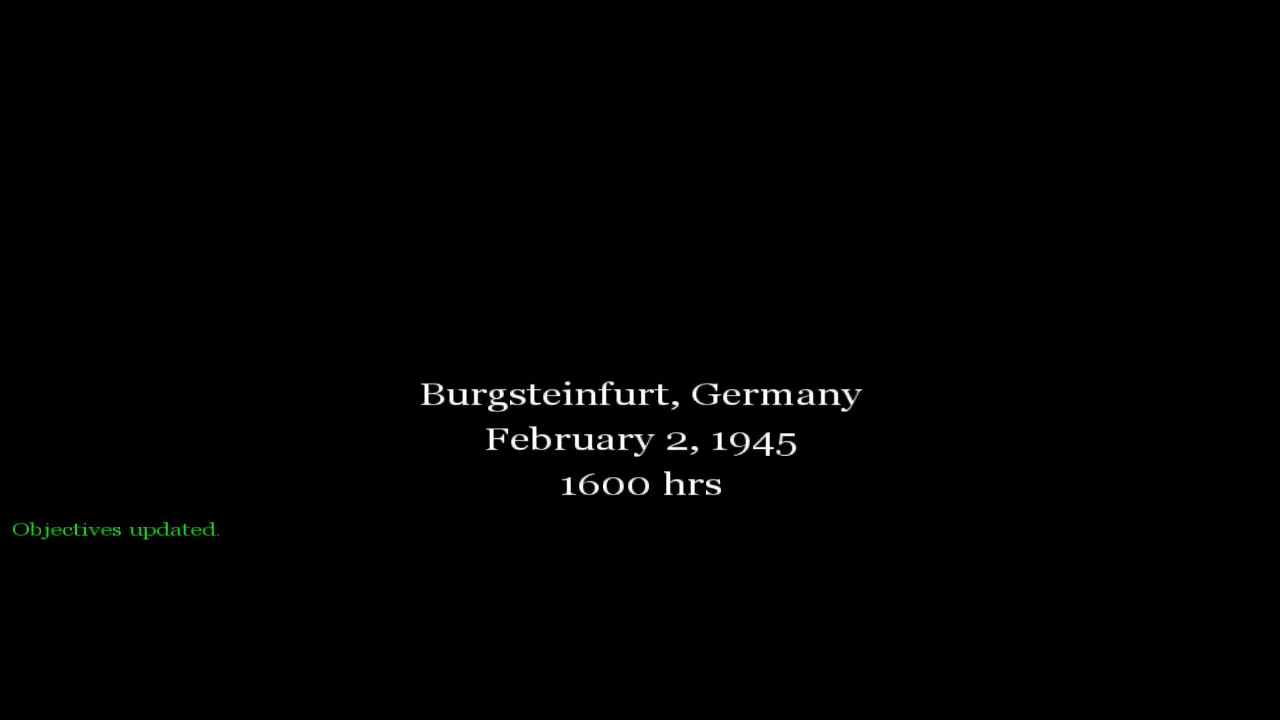 Burgsteinfurt, Germany
February 2, 1945
1600 hrs
Objectives updated.